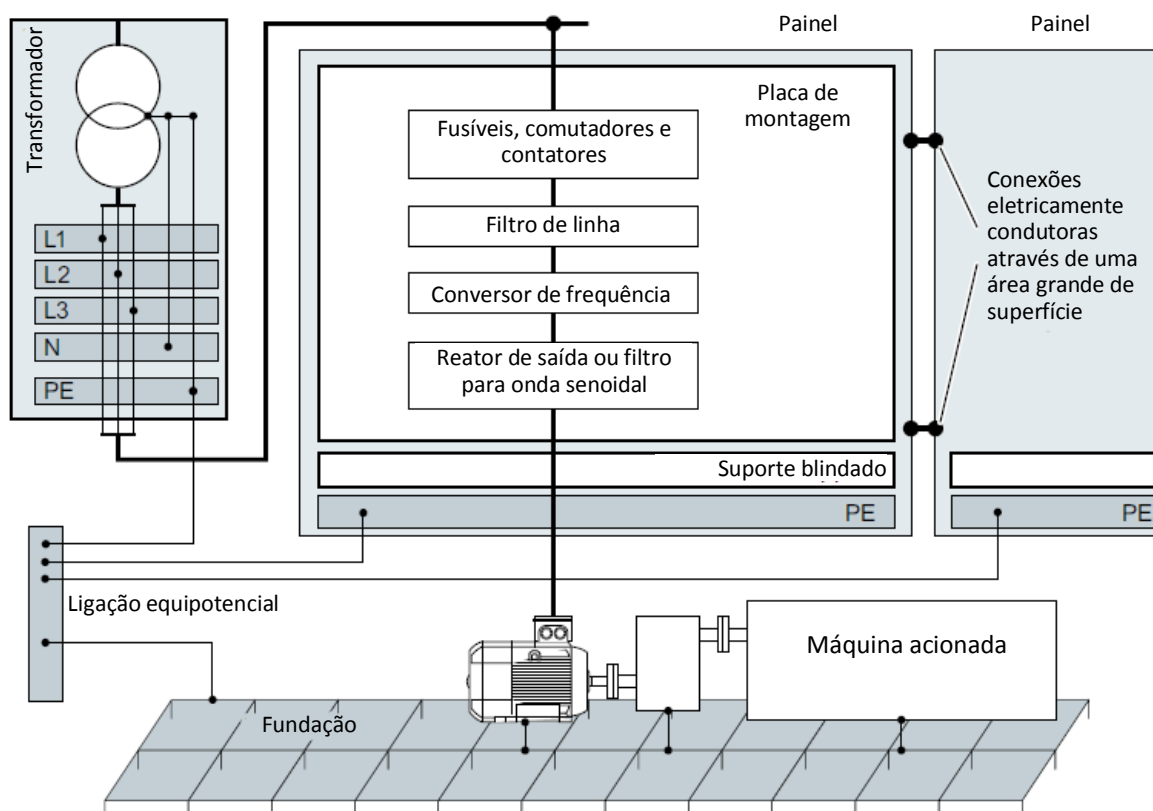 Painel
Painel
Transformador
Placa de
montagem
Fusíveis, comutadores e
contatores
Conexões
eletricamente
condutoras
através de uma
área grande de
superfície
Filtro de linha
L1
L2
Conversor de frequência
L3
N
Reator de saída ou filtro
para onda senoidal
PE
Suporte blindado
PE
PE
Ligação equipotencial
Máquina acionada
Fundação